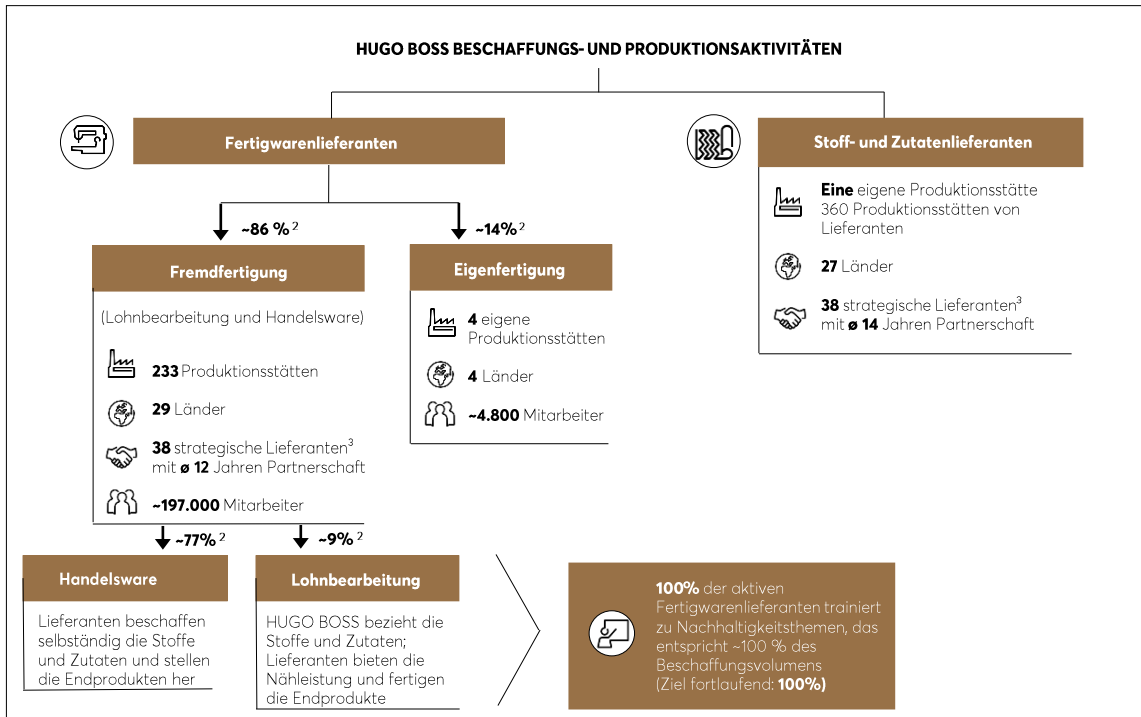 HUGO BOSS BESCHAFFUNGS- UND PRODUKTIONSAKTIVITÄTEN
Fertigwarenlieferanten
~86 % ²
Fremdfertigung
(Lohnbearbeitung und Handelsware)
233 Produktionsstätten
29 Länder
38 strategische Lieferanten³
mit ø 12 Jahren Partnerschaft
~197.000 Mitarbeiter
~14% ²
Eigenfertigung
4 eigene
Produktionsstätten
4 Länder
~4.800 Mitarbeiter
~77% ²
Handelsware
Lieferanten beschaffen
selbständig die Stoffe
und Zutaten und stellen
die Endprodukten her
~9% ²
Lohnbearbeitung
HUGO BOSS bezieht die
Stoffe und Zutaten;
Lieferanten bieten die
Nähleistung und fertigen
die Endprodukte
Stoff- und Zutatenlieferanten
Eine eigene Produktionsstätte
360 Produktionsstätten von
Lieferanten
27 Länder
38 strategische Lieferanten³
mit ø 14 Jahren Partnerschaft
100% der aktiven
Fertigwarenlieferanten trainiert
zu Nachhaltigkeitsthemen, das
entspricht ~100 % des
Beschaffungsvolumens
(Ziel fortlaufend: 100%)